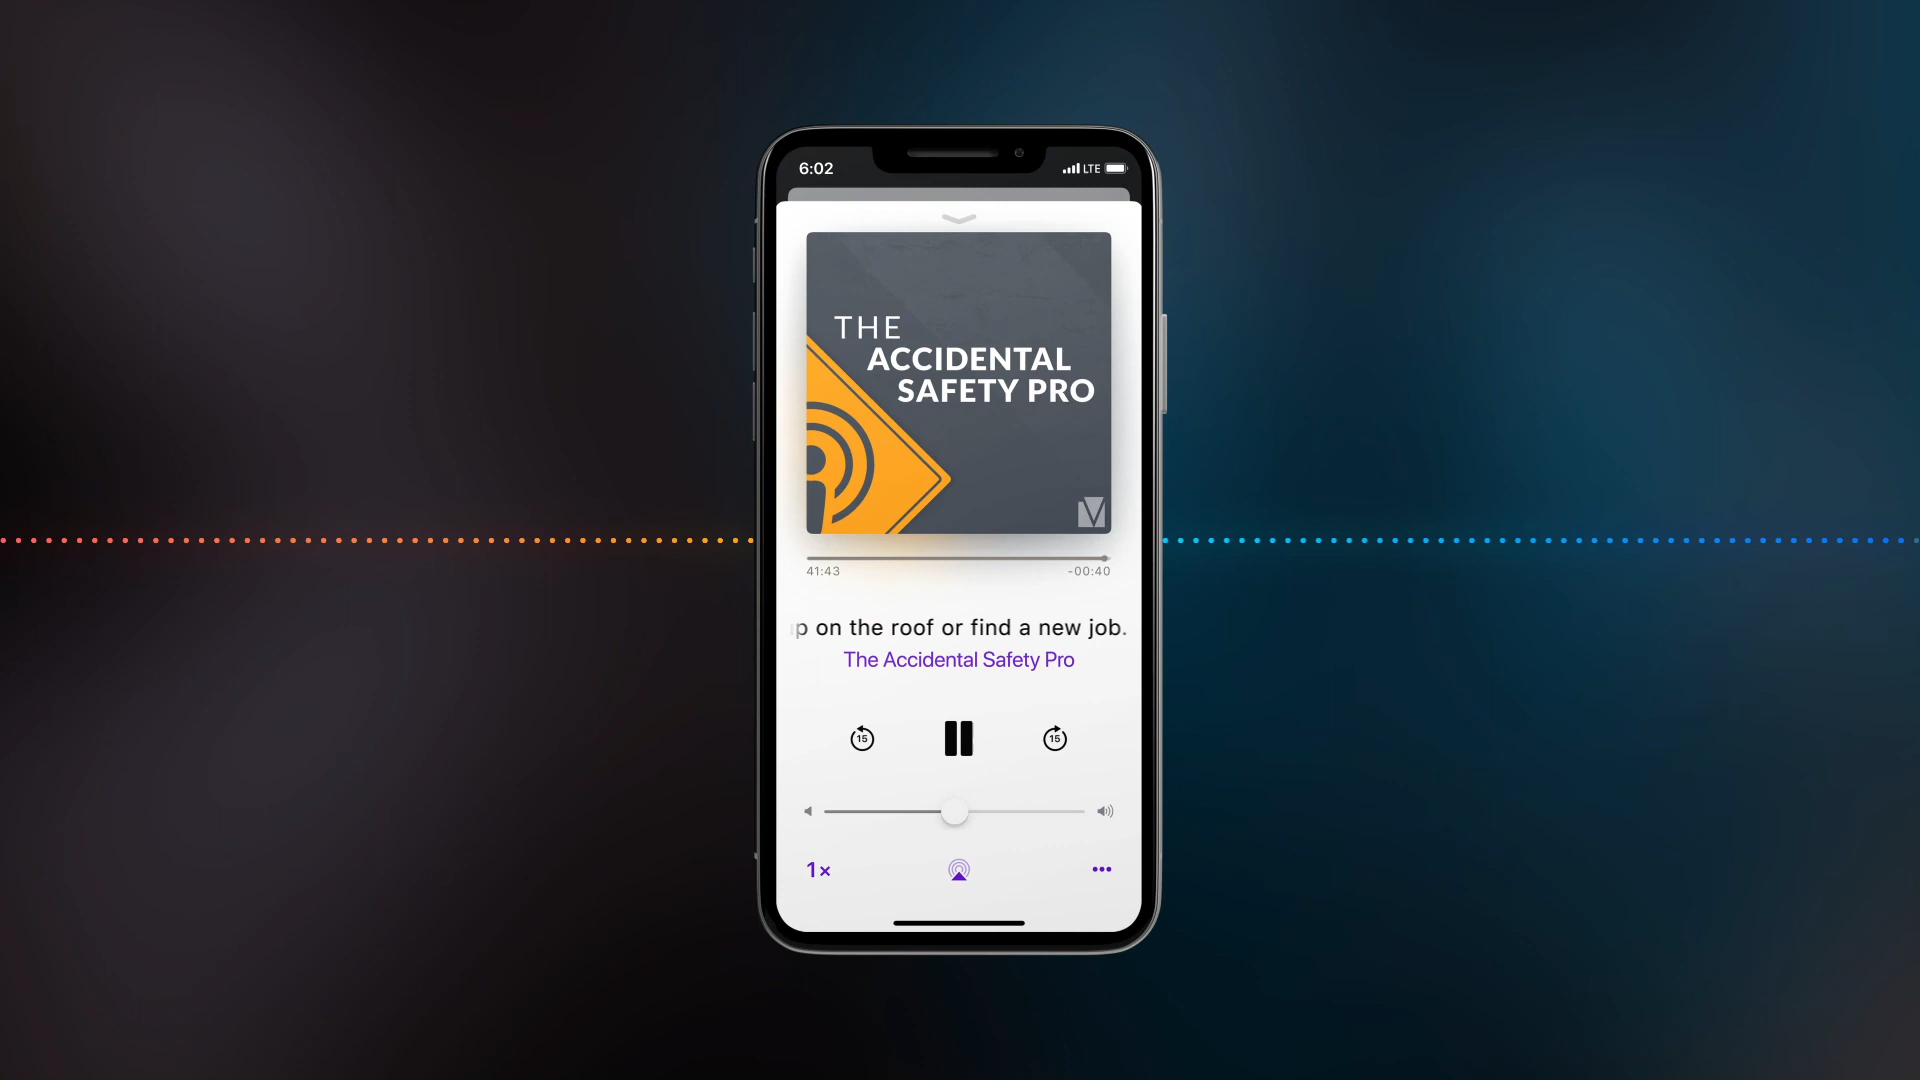 6:02
LTE
THE
ACCIDENTAL
SAFETY PRO
41:43
-00:40
on the roof or find a new job.
The Accidental Safety Pro
15
15
1×